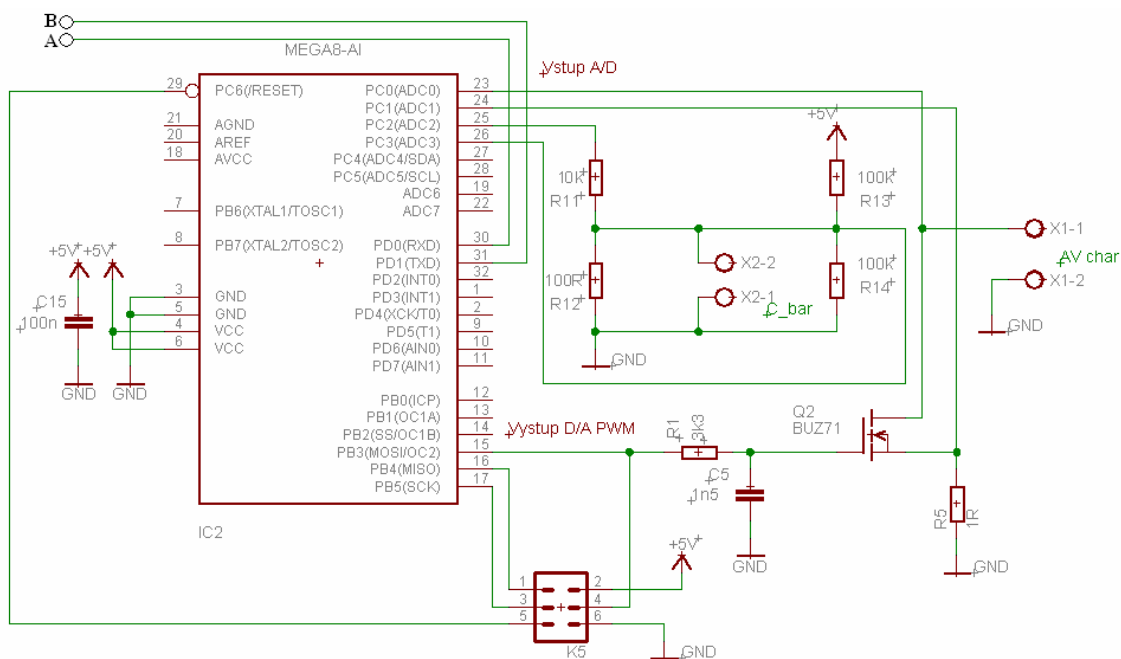 B
A
MEGA8-AI
Vstup A/D
29 PC6(/RESET)
21 AGND
20 AREF
18 AVCC
7 PB6(XTAL1/TOSC1)
8 PB7(XTAL2/TOSC2)
3 GND
5 GND
4 VCC
6 VCC
PC0(ADC0) 23
PC1(ADC1) 24
PC2(ADC2) 25
PC3(ADC3) 26
PC4(ADC4/SDA) 27
PC5(ADC5/SCL) 28
ADC6 19
ADC7 22
PD0(RXD) 30
PD1(TXD) 31
PD2(INT0) 32
PD3(INT1) 1
PD4(XCK/T0) 2
PD5(T1) 9
PD6(AIN0) 10
PD7(AIN1) 11
PB0(ICP) 12
PB1(OC1A) 13
PB2(SS/OC1B) 14
PB3(MOSI/OC2) 15
PB4(MISO) 16
PB5(SCK) 17
IC2
+5V +5V
C15
100n
GND GND
+5V
10k
R11
100k
R13
100R
R12
100k
R14
X2-2
X2-1
C_bar
GND
X1-1
AV char
X1-2
GND
Vystup D/A PWM
R1
3k3
C5
1n5
GND
Q2
BUZ71
R5
1R
GND
+5V
1 2
3 4
5 6
K5
GND